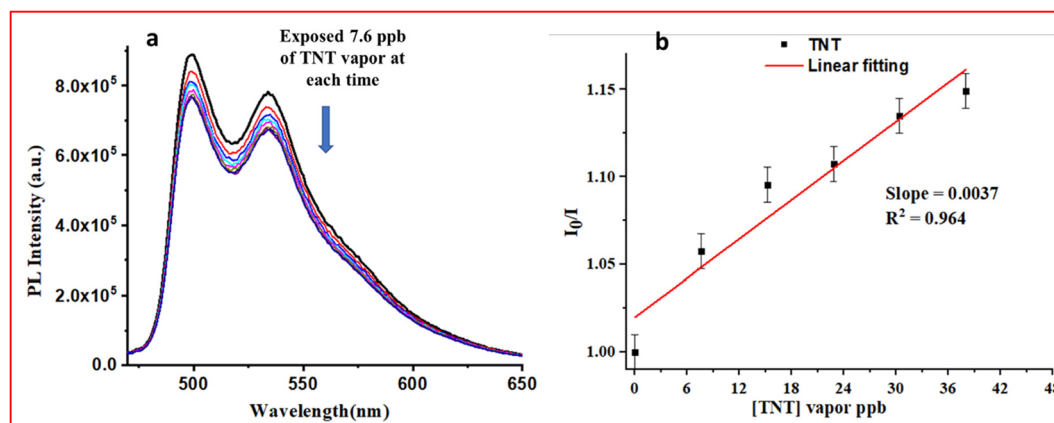 a
Exposed 7.6 ppb
of TNT vapor at
each time
8.0x10⁵
6.0x10⁵
4.0x10⁵
2.0x10⁵
0.0
PL Intensity (a.u.)
500
550
600
650
Wavelength(nm)
b
TNT
Linear fitting
1.15
1.10
1.05
1.00
I₀/I
Slope = 0.0037
R² = 0.964
0
6
12
18
24
30
36
42
48
[TNT] vapor ppb